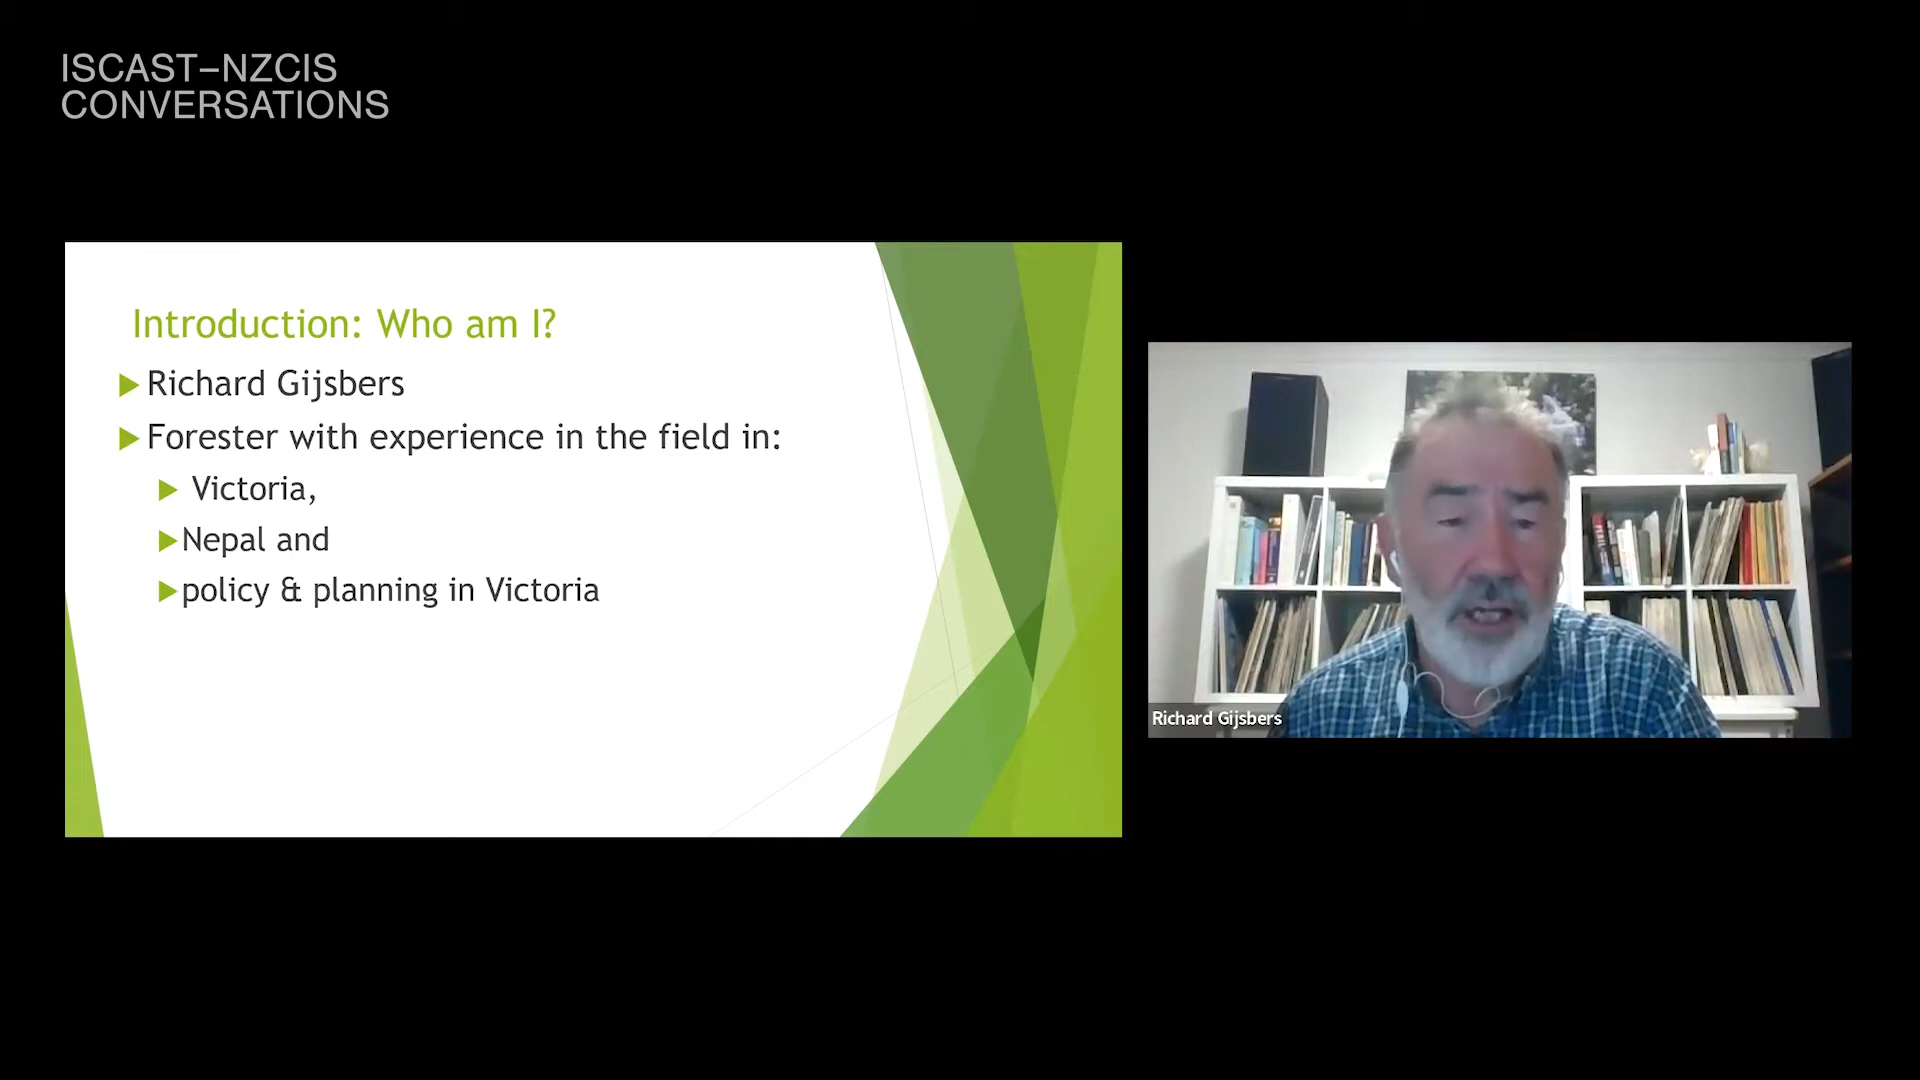 ISCAST–NZCIS
CONVERSATIONS
Introduction: Who am I?
Richard Gijsbers
Forester with experience in the field in:
Victoria,
Nepal and
policy & planning in Victoria
Richard Gijsbers